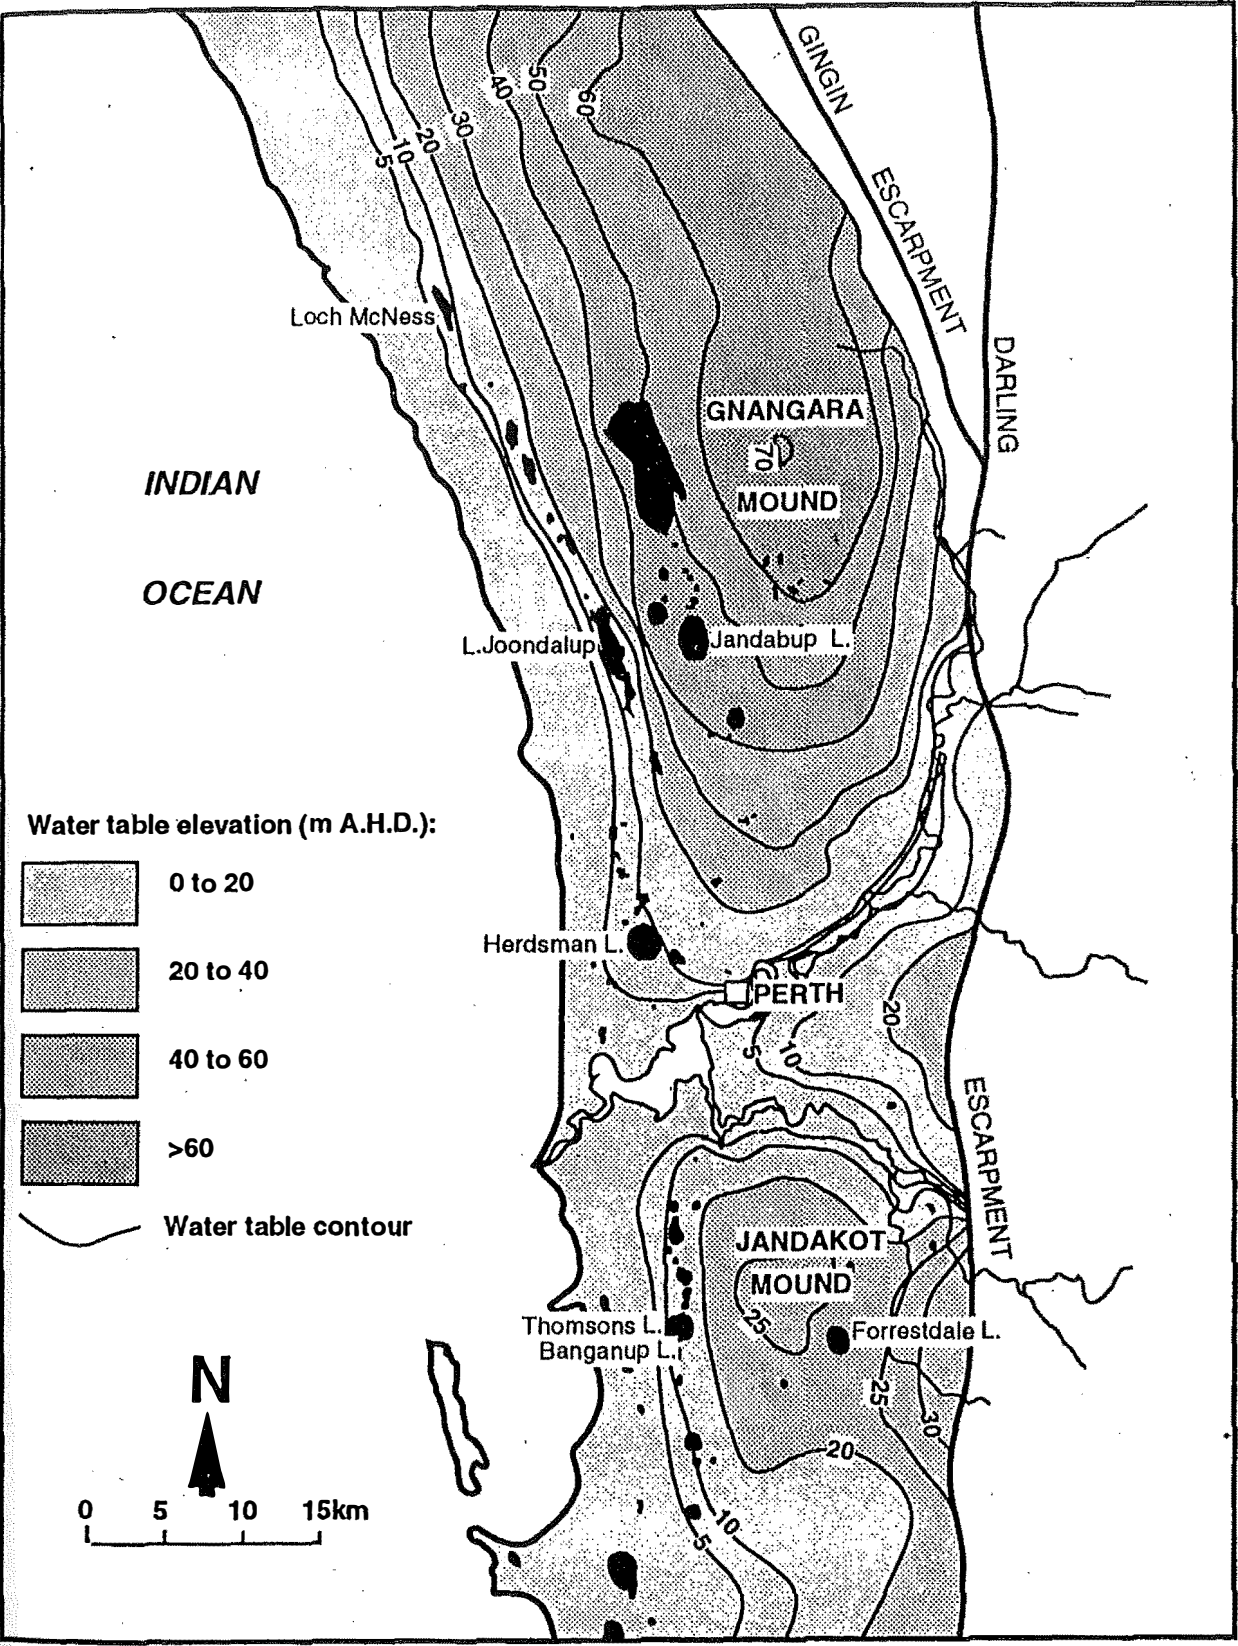 GINGIN
ESCARPMENT
50
40
60
30
20
10
5
Loch McNess
DARLING
GNANGARA
70
MOUND
INDIAN
OCEAN
L.Joondalup
Jandabup L.
Water table elevation (m A.H.D.):
0 to 20
20 to 40
40 to 60
>60
Water table contour
Herdsman L.
PERTH
20
5
10
ESCARPMENT
JANDAKOT
MOUND
25
Thomsons L.
Banganup L.
Forrestdale L.
25
30
20
10
5
N
0 5 10 15km